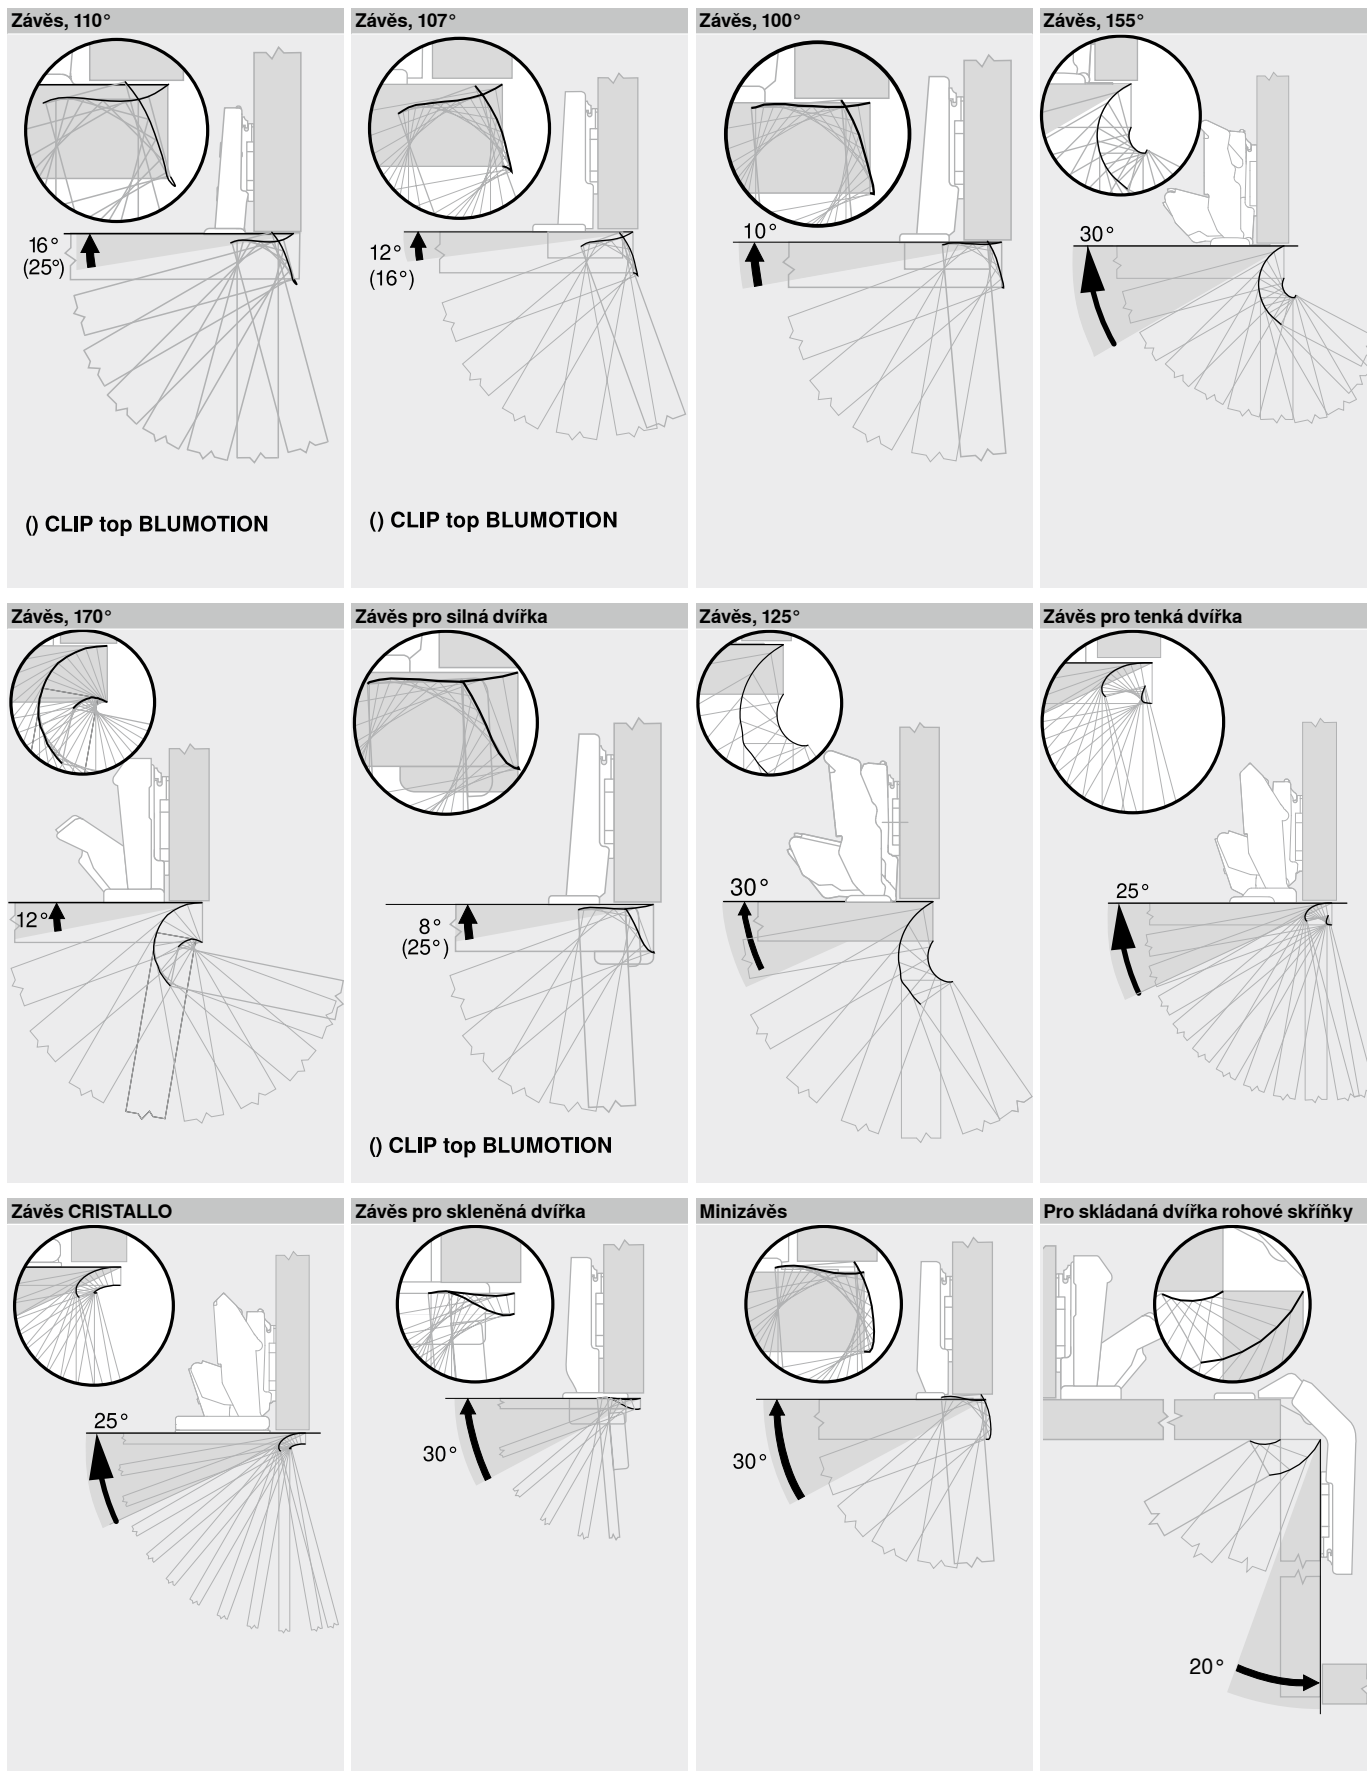 Závěs, 110°
16°
(25°)
() CLIP top BLUMOTION
Závěs, 107°
12°
(16°)
() CLIP top BLUMOTION
Závěs, 100°
10°
Závěs, 155°
30°
Závěs, 170°
12°
Závěs pro silná dvířka
8°
(25°)
() CLIP top BLUMOTION
Závěs, 125°
30°
Závěs pro tenká dvířka
25°
Závěs CRISTALLO
25°
Závěs pro skleněná dvířka
30°
Minizávěs
30°
Pro skládaná dvířka rohové skříňky
20°